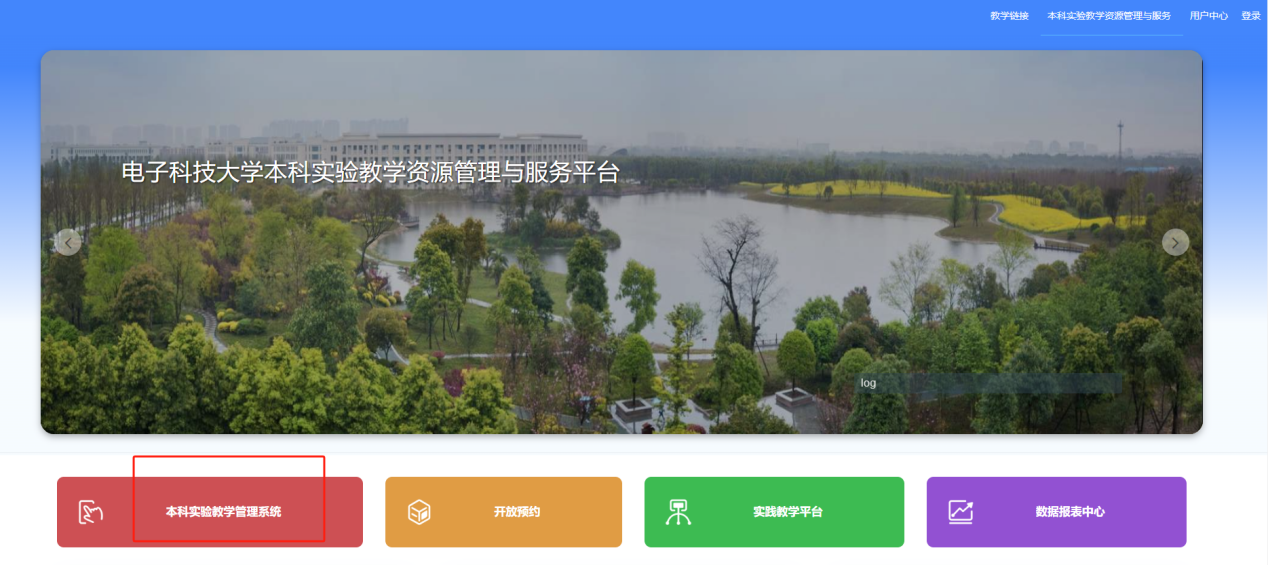 教学链接 本科实验教学资源管理与服务 用户中心 登录
电子科技大学本科实验教学资源管理与服务平台
log
本科实验教学管理系统 开放预约 实践教学平台 数据报表中心